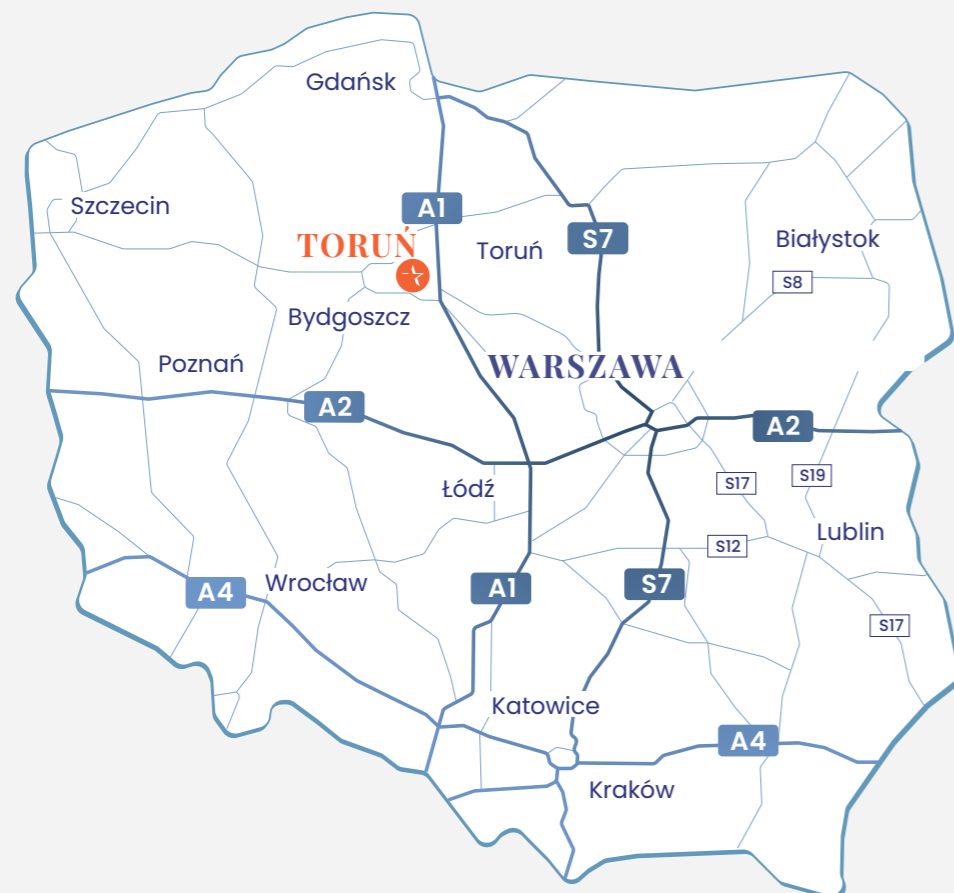 Gdańsk
Szczecin
A1
TORUŃ
Toruń
S7
Białystok
S8
Bydgoszcz
Poznań
WARSZAWA
A2
A2
Łódź
S17
S19
S12
Lublin
Wrocław
A4
A1
S7
S17
Katowice
A4
Kraków